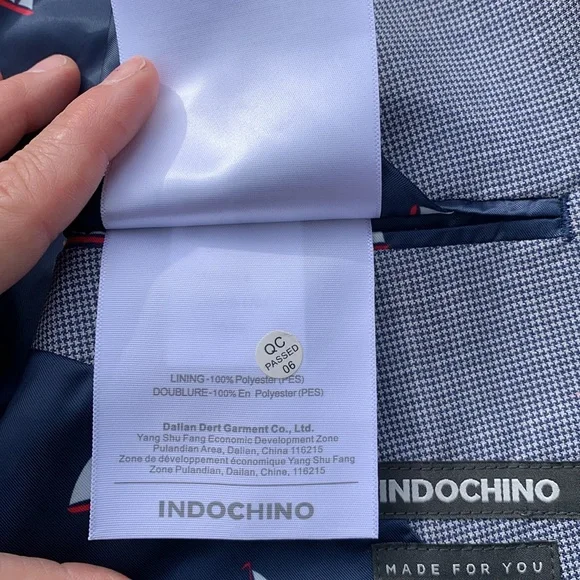 QC
PASSED
06
LINING-100% Polyester(PES)
DOUBLURE-100% En Polyester(PES)
Dalian Dert Garment Co., Ltd.
Yang Shu Fang Economic Development Zone
Pulandian Area, Dalian, China 116215
Zone de développement économique Yang Shu Fang
Zone Pulandian, Dalian, Chine 116215
INDOCHINO
INDOCHINO
MADE FOR YOU